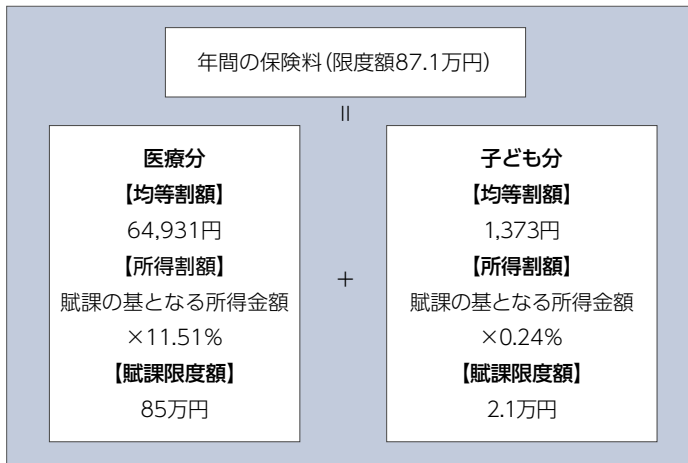 年間の保険料(限度額87.1万円)
=
医療分
【均等割額】
64,931円
【所得割額】
賦課の基となる所得金額
×11.51%
【賦課限度額】
85万円
+
子ども分
【均等割額】
1,373円
【所得割額】
賦課の基となる所得金額
×0.24%
【賦課限度額】
2.1万円